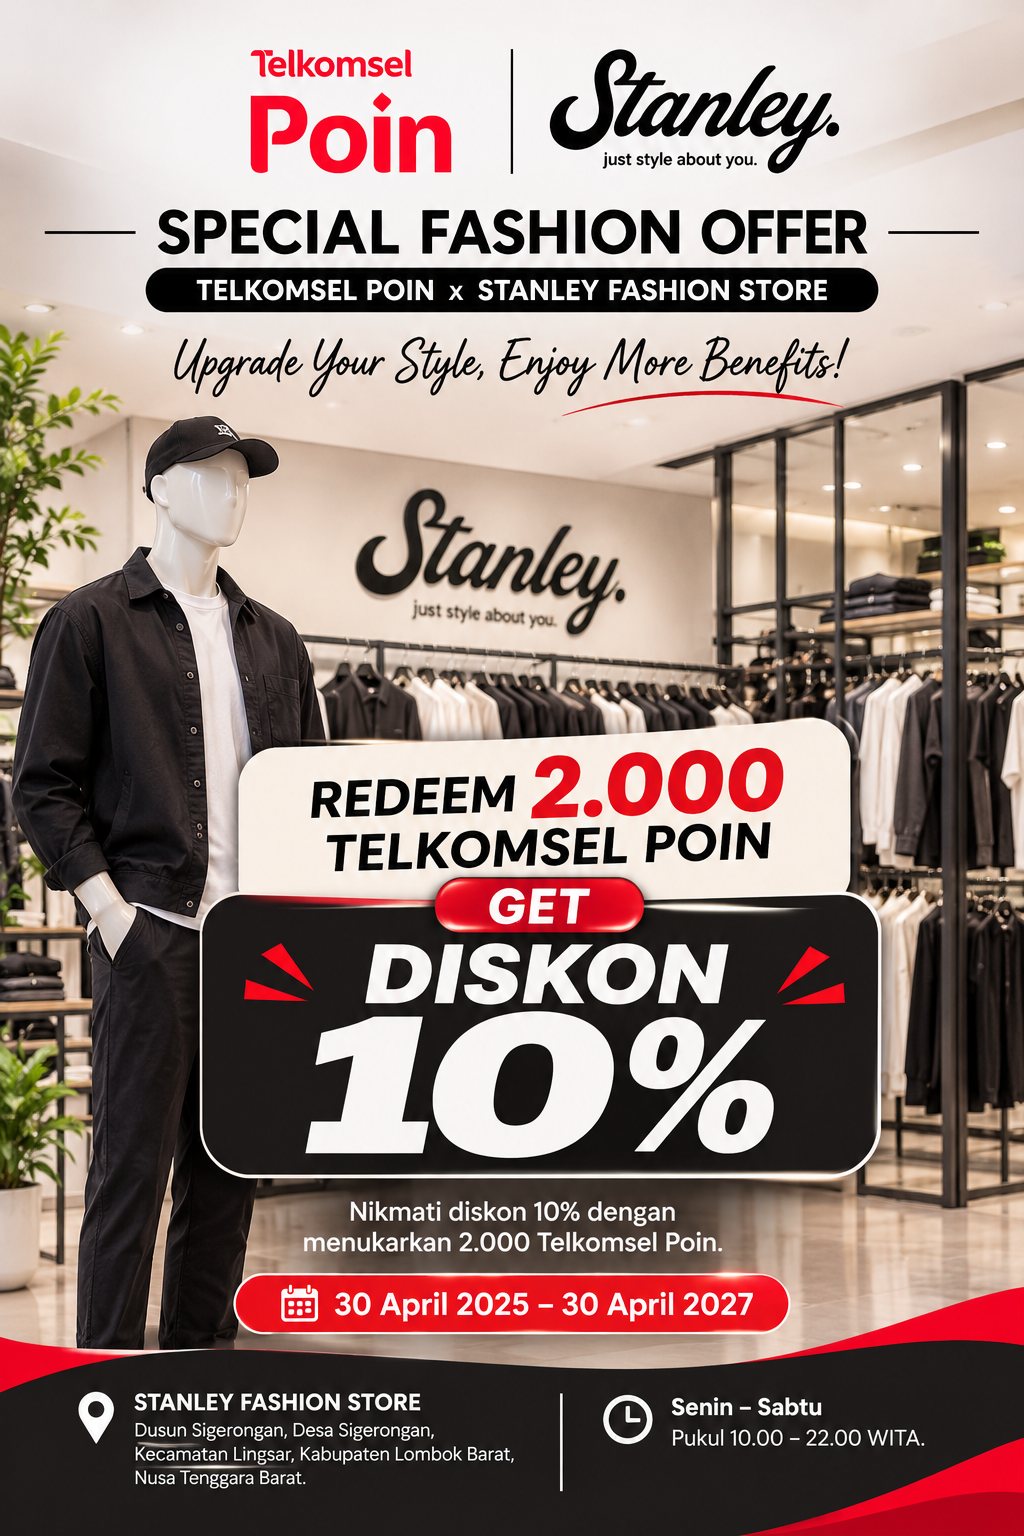 Telkomsel
Poin
Stanley.
just style about you.
SPECIAL FASHION OFFER
TELKOMSEL POIN x STANLEY FASHION STORE
Upgrade Your Style, Enjoy More Benefits!
Stanley.
just style about you.
REDEEM 2.000
TELKOMSEL POIN
GET
DISKON
10%
Nikmati diskon 10% dengan
menukarkan 2.000 Telkomsel Poin.
30 April 2025 – 30 April 2027
STANLEY FASHION STORE
Dusun Sigerongan, Desa Sigerongan,
Kecamatan Lingsar, Kabupaten Lombok Barat,
Nusa Tenggara Barat.
Senin – Sabtu
Pukul 10.00 – 22.00 WITA.